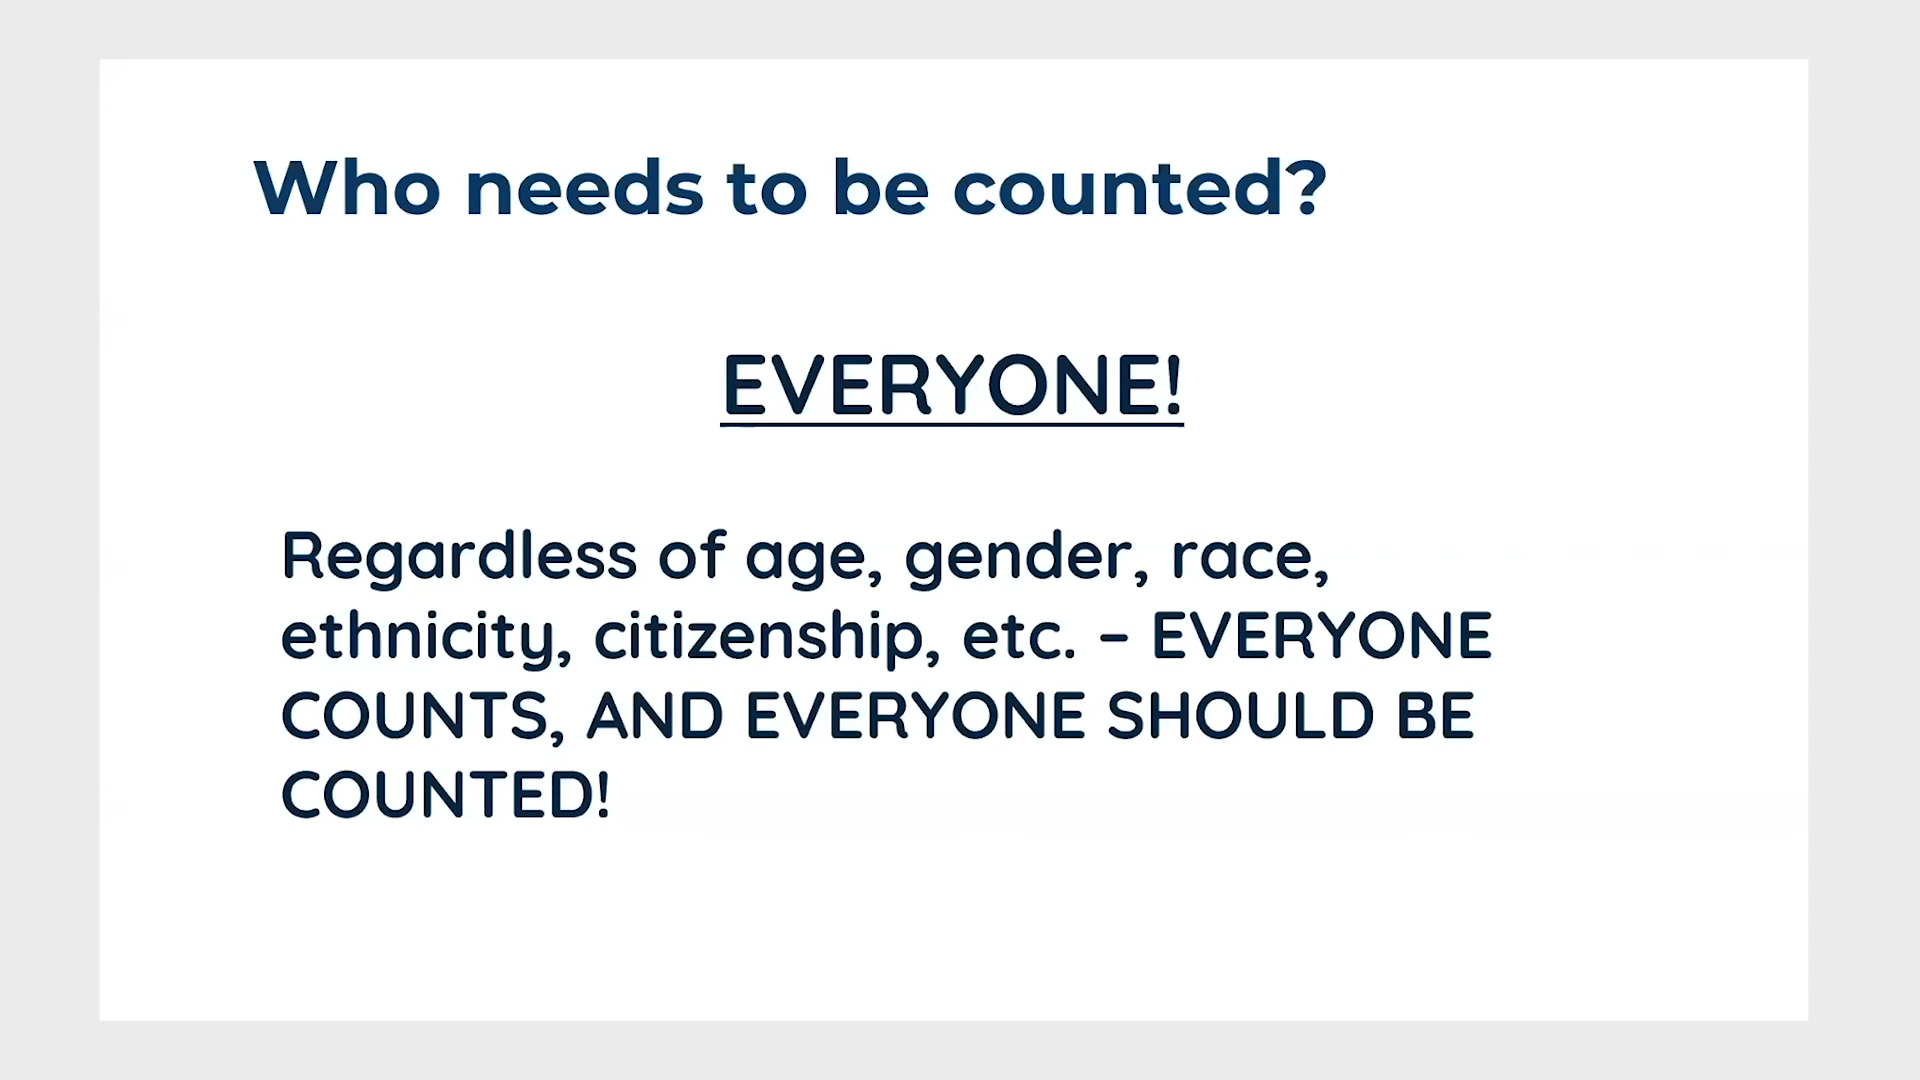 Who needs to be counted?
EVERYONE!
Regardless of age, gender, race,
ethnicity, citizenship, etc. – EVERYONE
COUNTS, AND EVERYONE SHOULD BE
COUNTED!